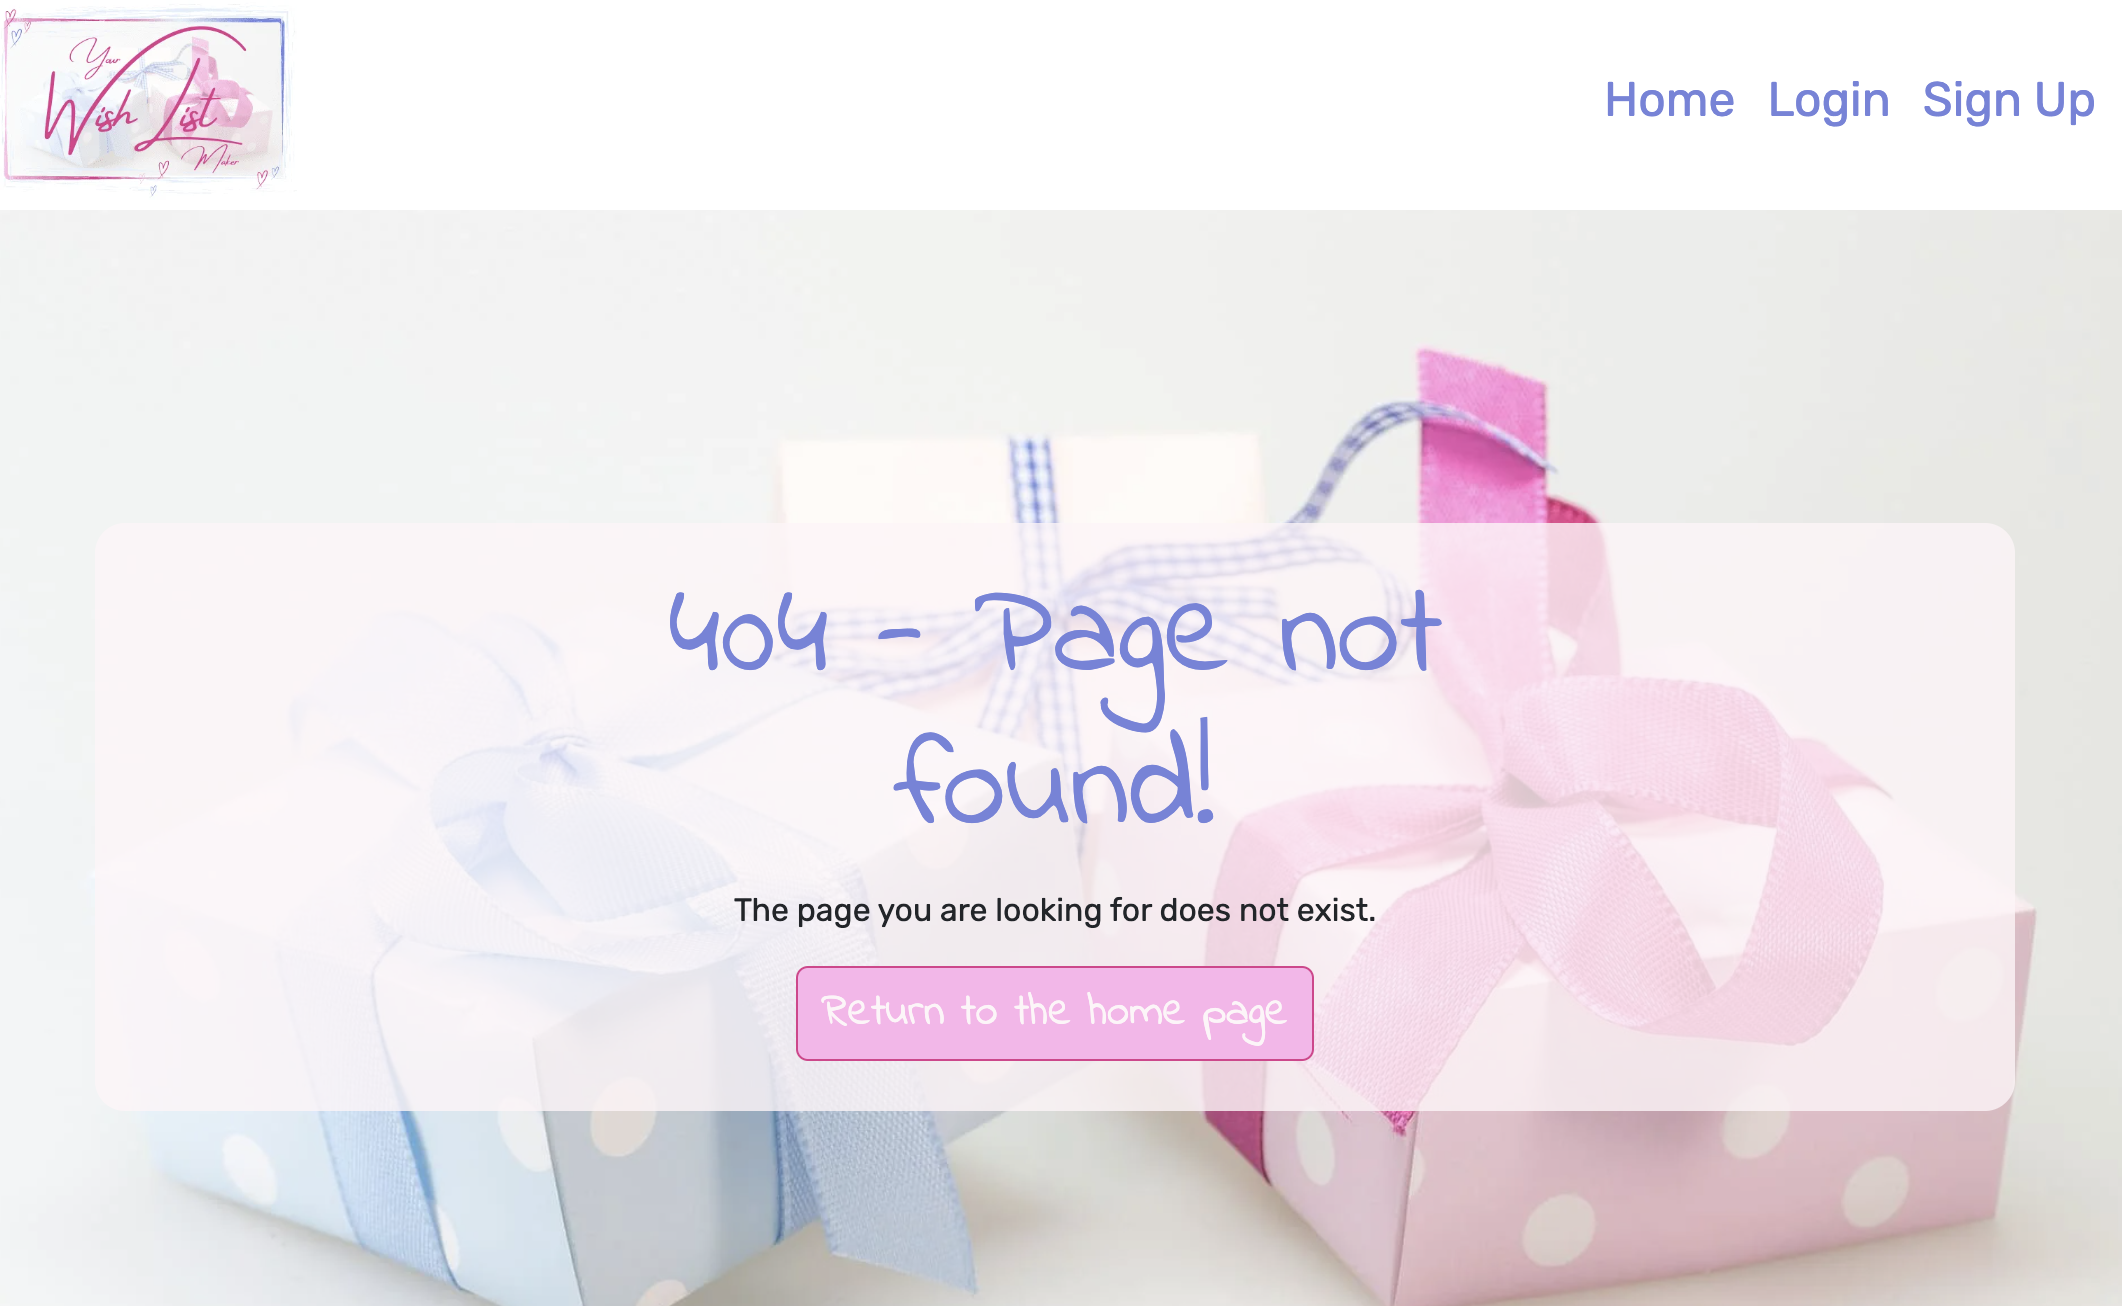 Your
Wish List
Maker
Home Login Sign Up
404 - Page not
found!
The page you are looking for does not exist.
Return to the home page